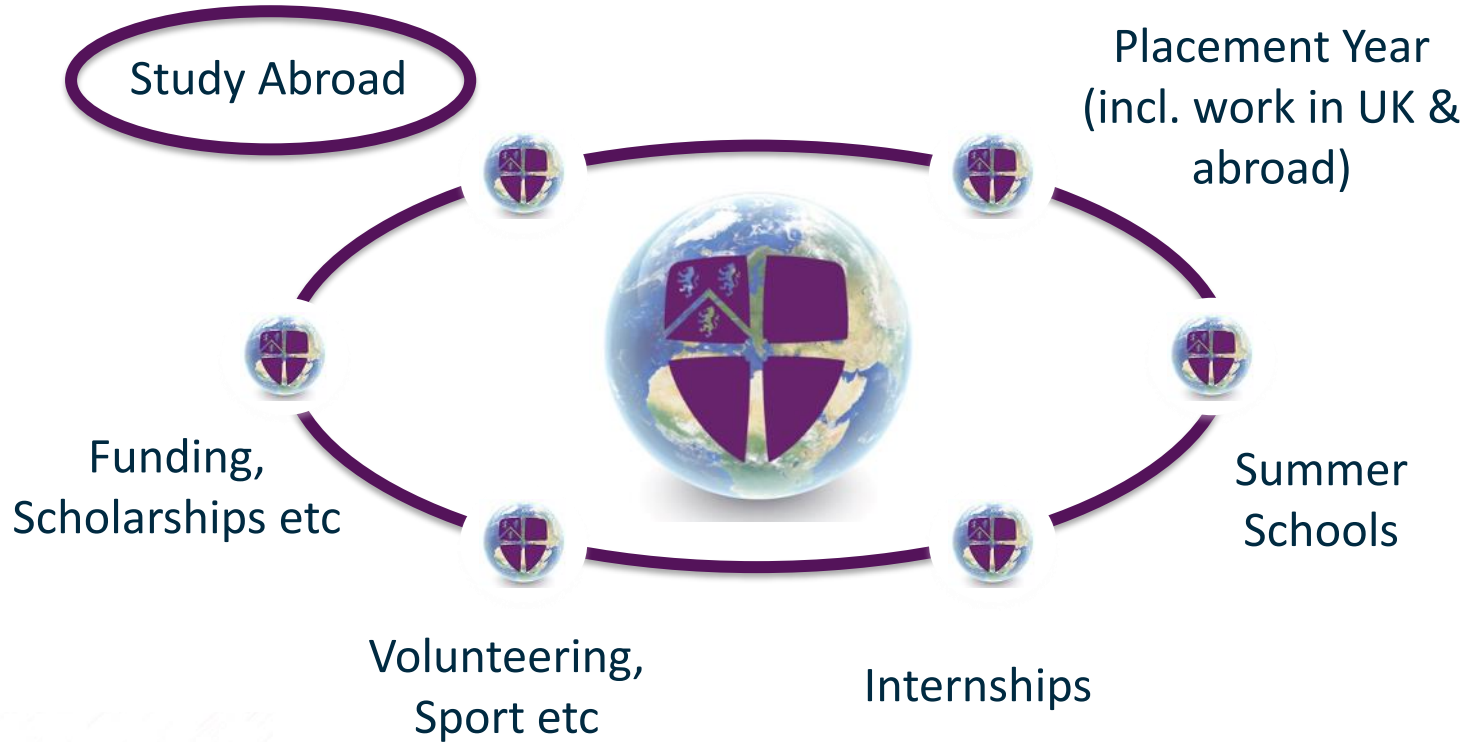 Study Abroad
Placement Year
(incl. work in UK &
abroad)
Funding,
Scholarships etc
Summer
Schools
Volunteering,
Sport etc
Internships